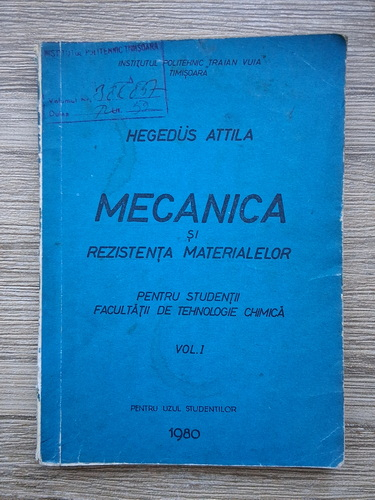 INSTITUTUL POLITEHNIC TIMIȘOARA
INSTITUTUL POLITEHNIC "TRAIAN VUIA"
TIMIȘOARA
HEGEDÜS ATTILA
MECANICA
ȘI
REZISTENȚA MATERIALELOR
PENTRU STUDENȚII
FACULTĂȚII DE TEHNOLOGIE CHIMICĂ
VOL. I
PENTRU UZUL STUDENȚILOR
1980